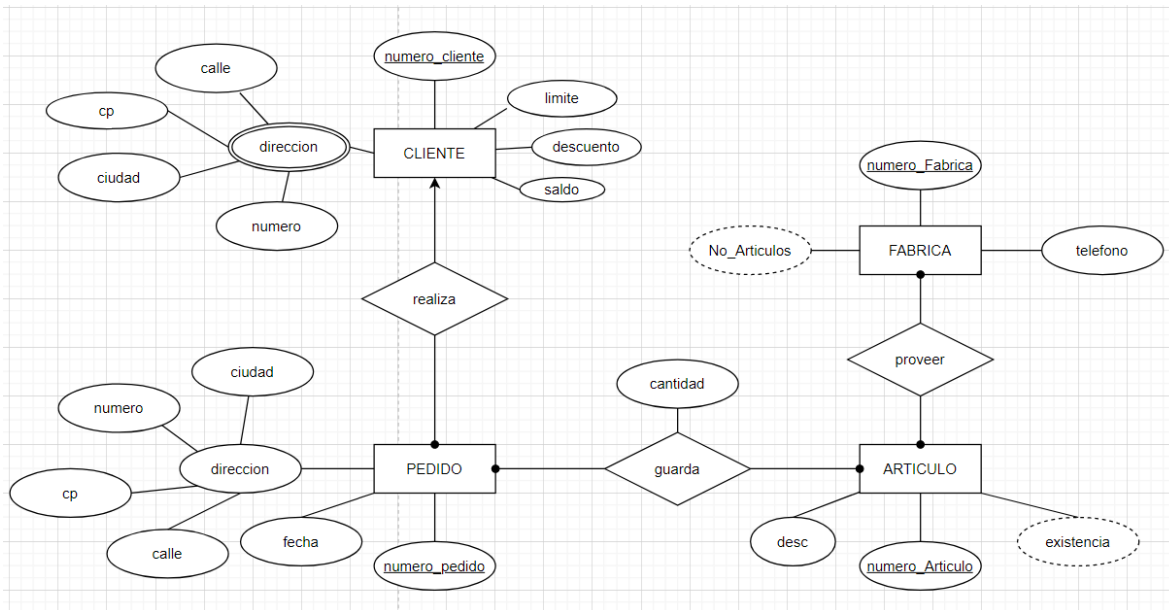 numero_cliente
calle
limite
cp
direccion
CLIENTE
descuento
ciudad
saldo
numero
numero_Fabrica
No_Articulos
FABRICA
telefono
realiza
proveer
ciudad
cantidad
numero
direccion
PEDIDO
guarda
ARTICULO
cp
calle
fecha
numero_pedido
desc
numero_Articulo
existencia